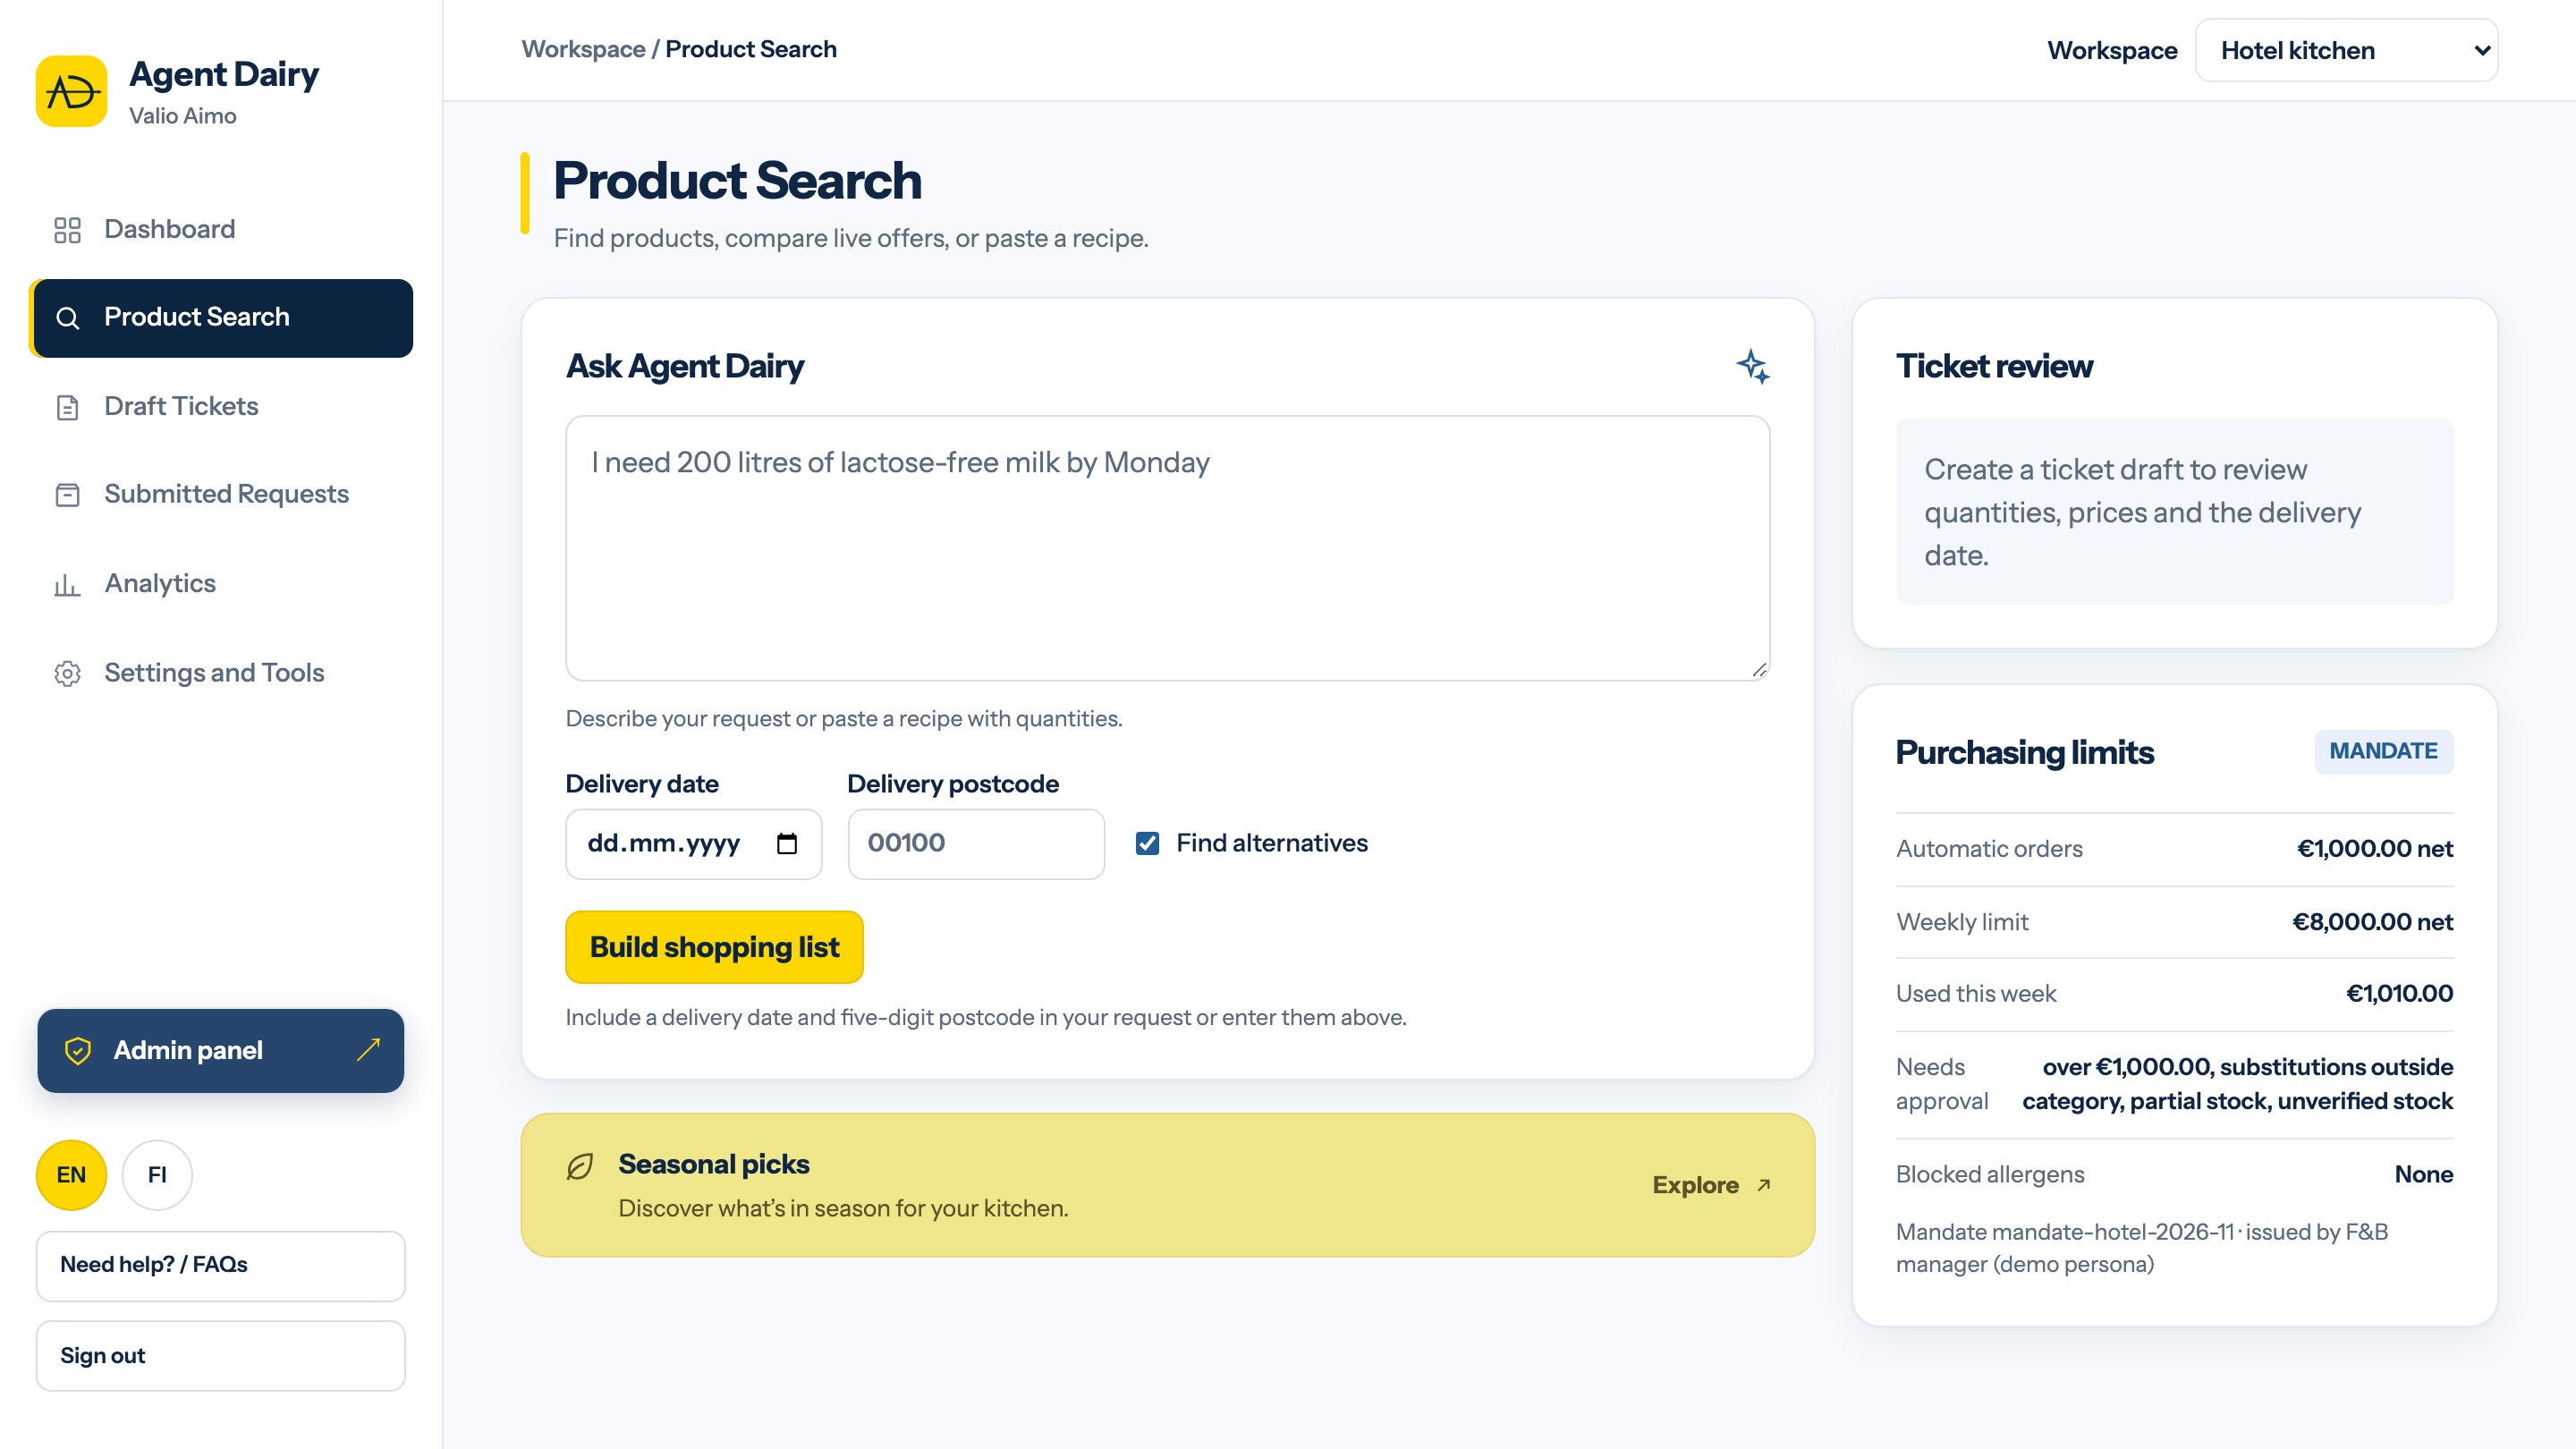 Agent Dairy
Valio Aimo
Dashboard
Product Search
Draft Tickets
Submitted Requests
Analytics
Settings and Tools
Admin panel
EN
FI
Need help? / FAQs
Sign out
Workspace / Product Search
Workspace
Hotel kitchen
Product Search
Find products, compare live offers, or paste a recipe.
Ask Agent Dairy
I need 200 litres of lactose-free milk by Monday
Describe your request or paste a recipe with quantities.
Delivery date
Delivery postcode
dd.mm.yyyy
00100
Find alternatives
Build shopping list
Include a delivery date and five-digit postcode in your request or enter them above.
Seasonal picks
Discover what's in season for your kitchen.
Explore
Ticket review
Create a ticket draft to review
quantities, prices and the delivery
date.
Purchasing limits
MANDATE
Automatic orders
€1,000.00 net
Weekly limit
€8,000.00 net
Used this week
€1,010.00
Needs approval
over €1,000.00, substitutions outside
category, partial stock, unverified stock
Blocked allergens
None
Mandate mandate-hotel-2026-11 · issued by F&B
manager (demo persona)